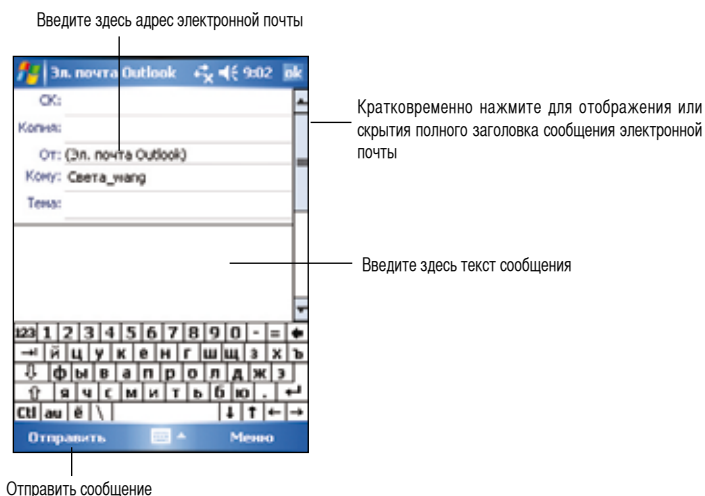 Введите здесь адрес электронной почты
Эл. почта Outlook 9:02 ok
СК:
Копия:
От: (Эл. почта Outlook)
Кому: Света_wang
Тема:
Кратковременно нажмите для отображения или
скрытия полного заголовка сообщения электронной
почты
Введите здесь текст сообщения
123 1 2 3 4 5 6 7 8 9 0 - =
й ц у к е н г ш щ з х ъ
ф ы в а п р о л д ж э
я ч с м и т ь б ю .
Ctl аu ё \
Отправить Меню
Отправить сообщение